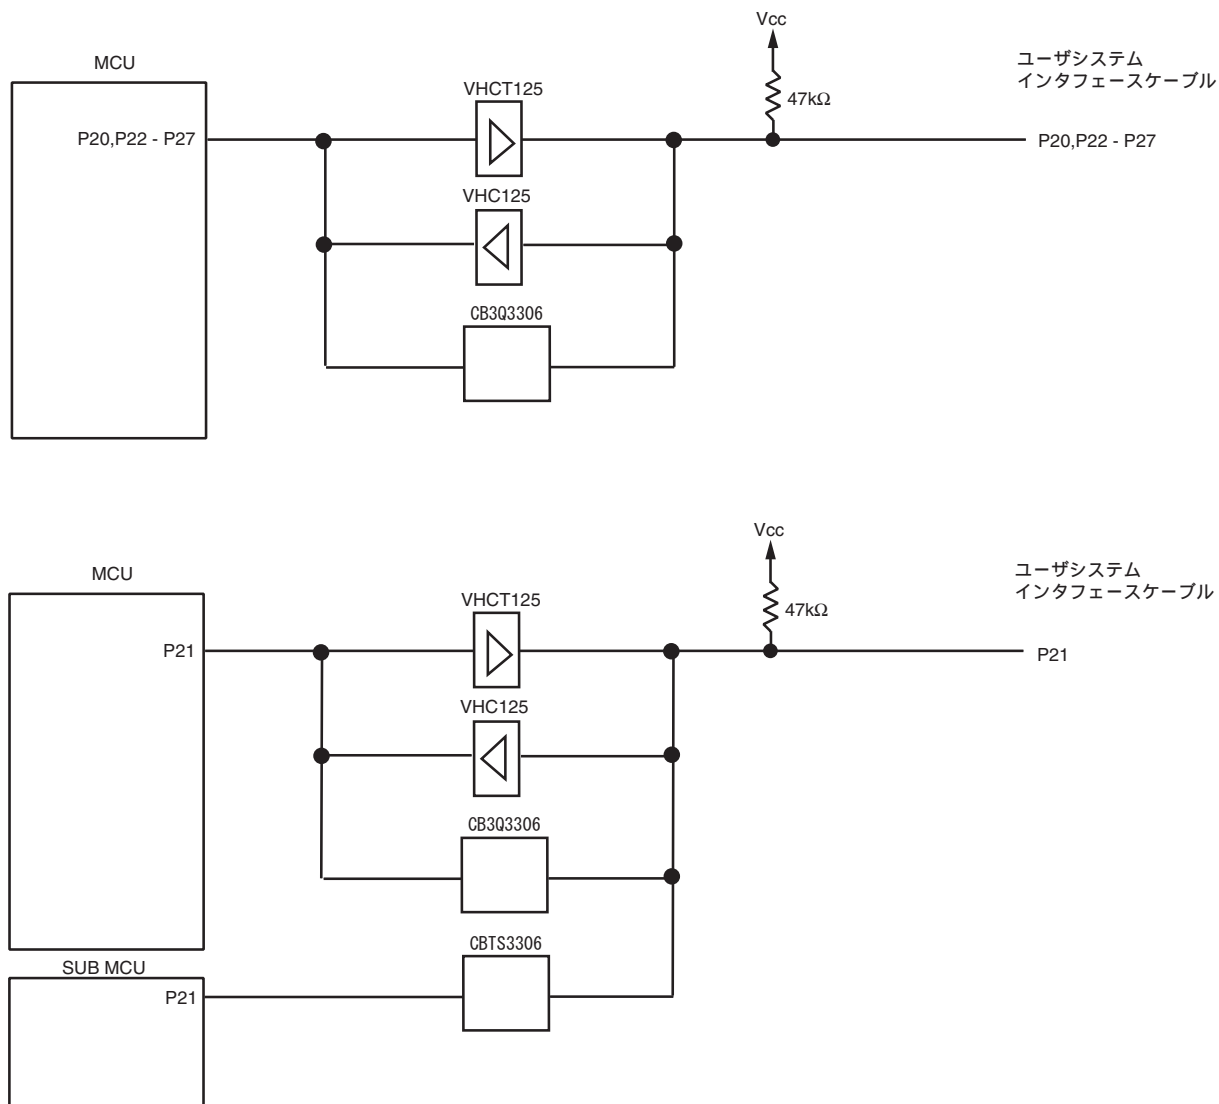 Vcc
MCU
ユーザシステム
インタフェースケーブル
VHCT125
47kΩ
P20,P22 - P27
P20,P22 - P27
VHC125
CB3Q3306
Vcc
MCU
ユーザシステム
インタフェースケーブル
VHCT125
47kΩ
P21
P21
VHC125
CB3Q3306
CBTS3306
SUB MCU
P21